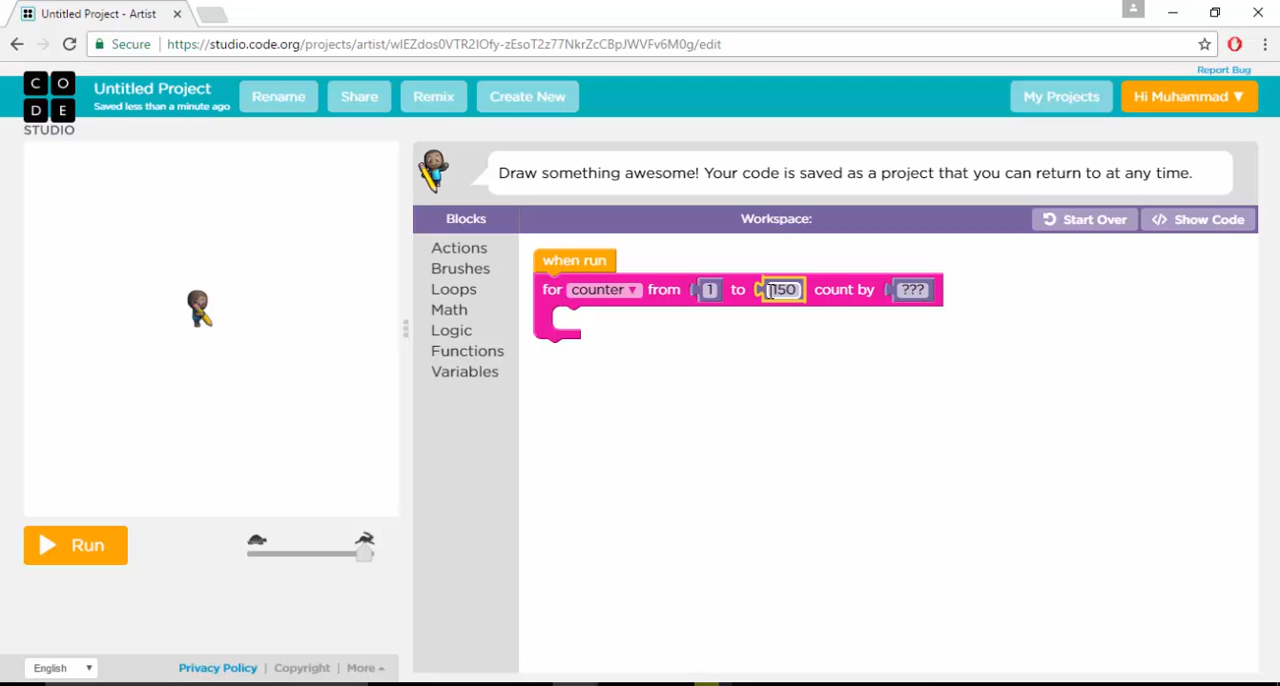 Untitled Project - Artist
Secure https://studio.code.org/projects/artist/wlEZdos0VTR2IOfy-zEsoT2z77NkrZcCBpJWVFv6M0g/edit
Report Bug
CODE
STUDIO
Untitled Project
Saved less than a minute ago
Rename Share Remix Create New My Projects Hi Muhammad ▼
Draw something awesome! Your code is saved as a project that you can return to at any time.
Blocks Workspace: Start Over </> Show Code
Actions
Brushes
Loops
Math
Logic
Functions
Variables
when run
for counter ▼ from 1 to 150 count by ???
Run
English ▼ Privacy Policy | Copyright | More